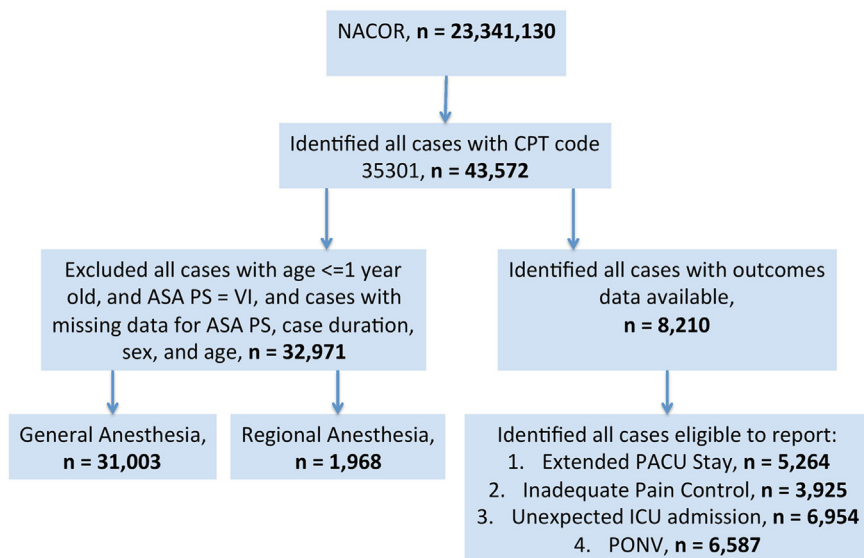 NACOR, n = 23,341,130
Identified all cases with CPT code
35301, n = 43,572
Excluded all cases with age <=1 year
old, and ASA PS = VI, and cases with
missing data for ASA PS, case duration,
sex, and age, n = 32,971
Identified all cases with outcomes
data available,
n = 8,210
General Anesthesia,
n = 31,003
Regional Anesthesia,
n = 1,968
Identified all cases eligible to report:
1. Extended PACU Stay, n = 5,264
2. Inadequate Pain Control, n = 3,925
3. Unexpected ICU admission, n = 6,954
4. PONV, n = 6,587